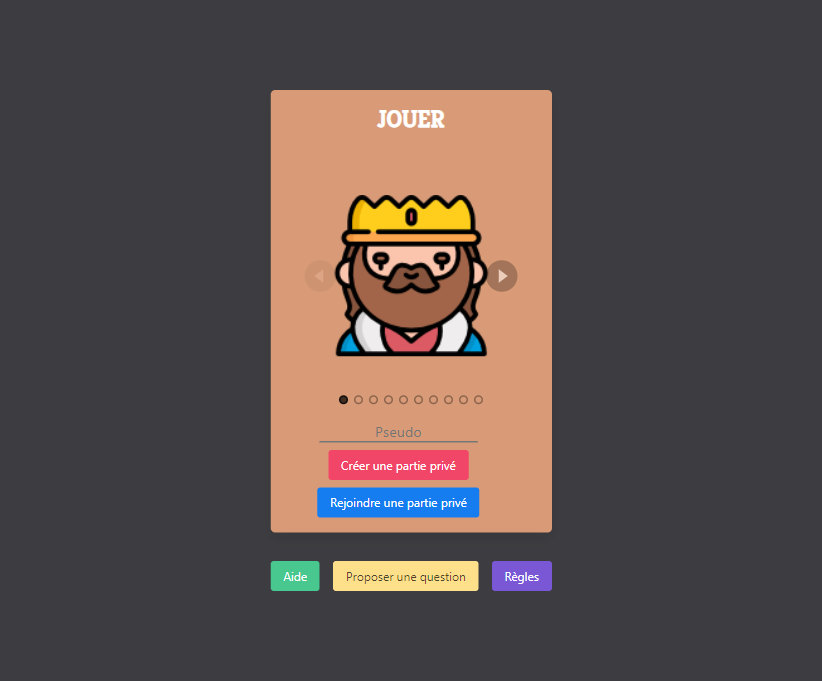 JOUER
Pseudo
Créer une partie privé
Rejoindre une partie privé
Aide
Proposer une question
Règles